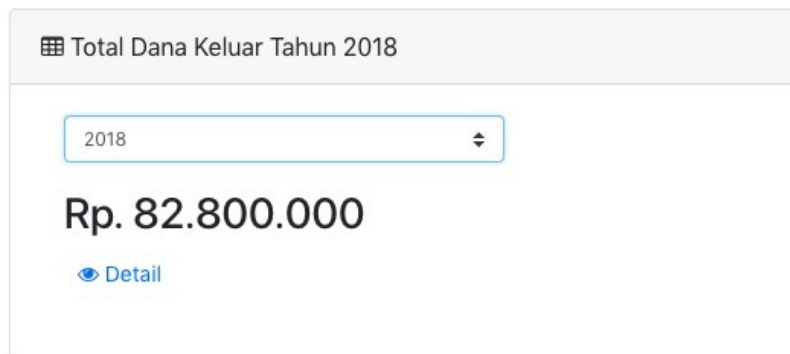 Total Dana Keluar Tahun 2018
2018
Rp. 82.800.000
Detail